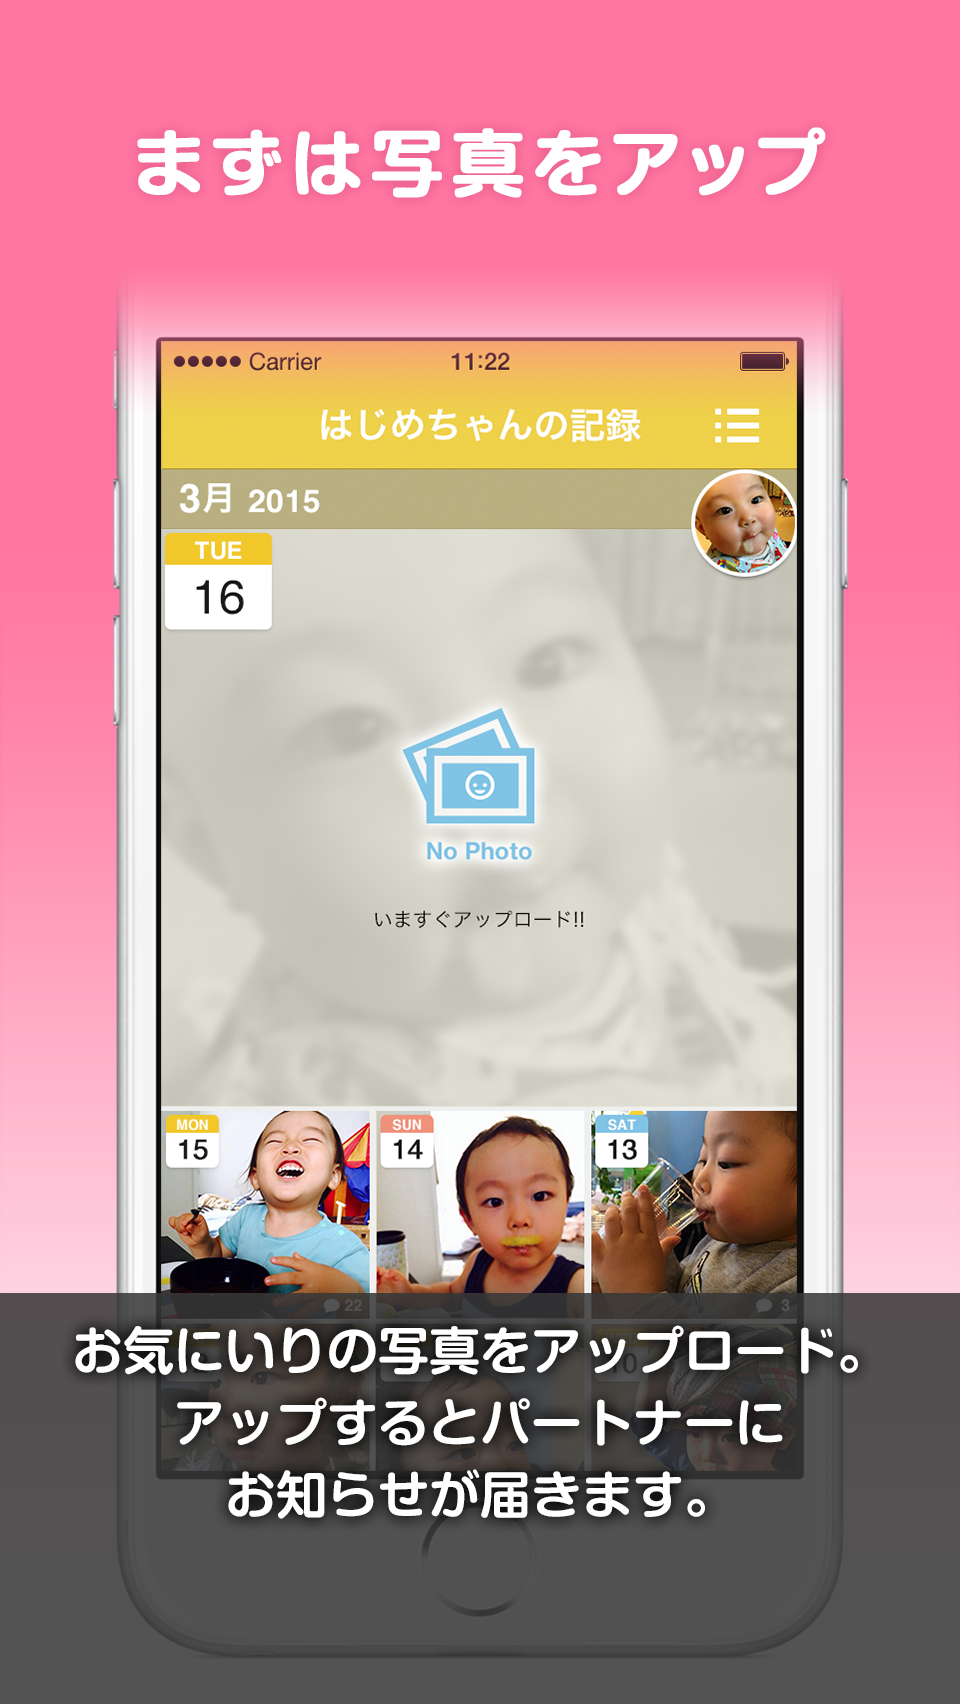 まずは写真をアップ
Carrier 11:22
はじめちゃんの記録
3月 2015
TUE
16
No Photo
いますぐアップロード!!
MON
15
SUN
14
SAT
13
22
3
お気にいりの写真をアップロード。
アップするとパートナーに
お知らせが届きます。